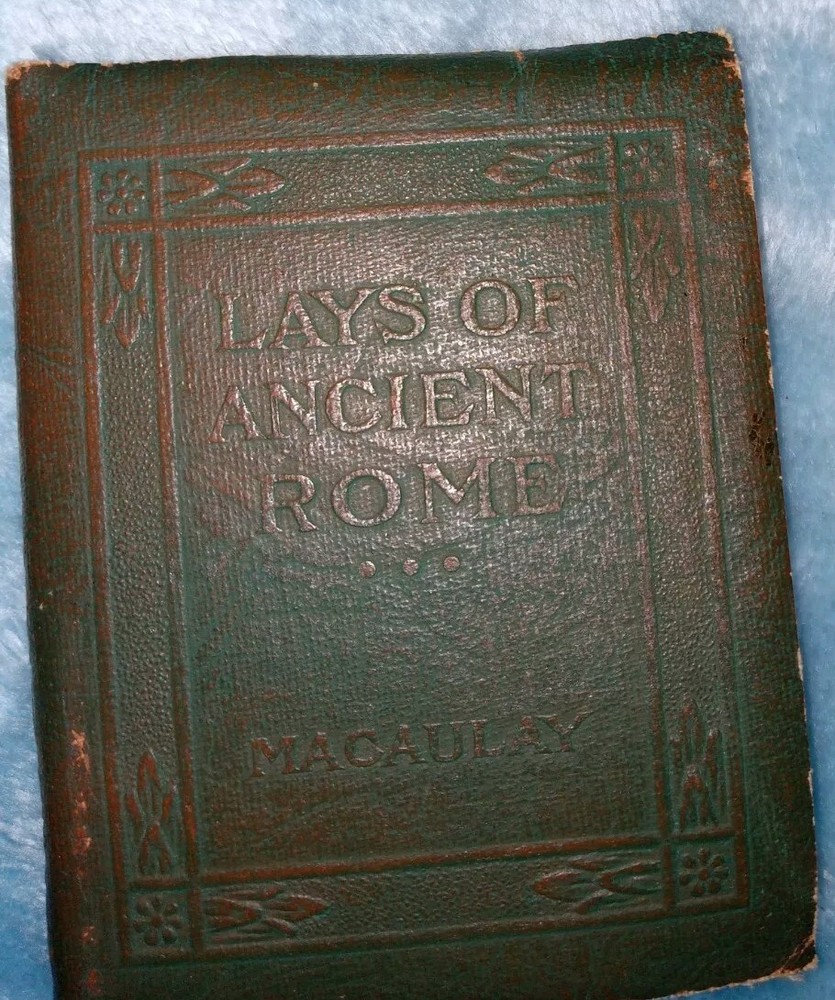 LAYS OF
ANCIENT
ROME
...
MACAULAY